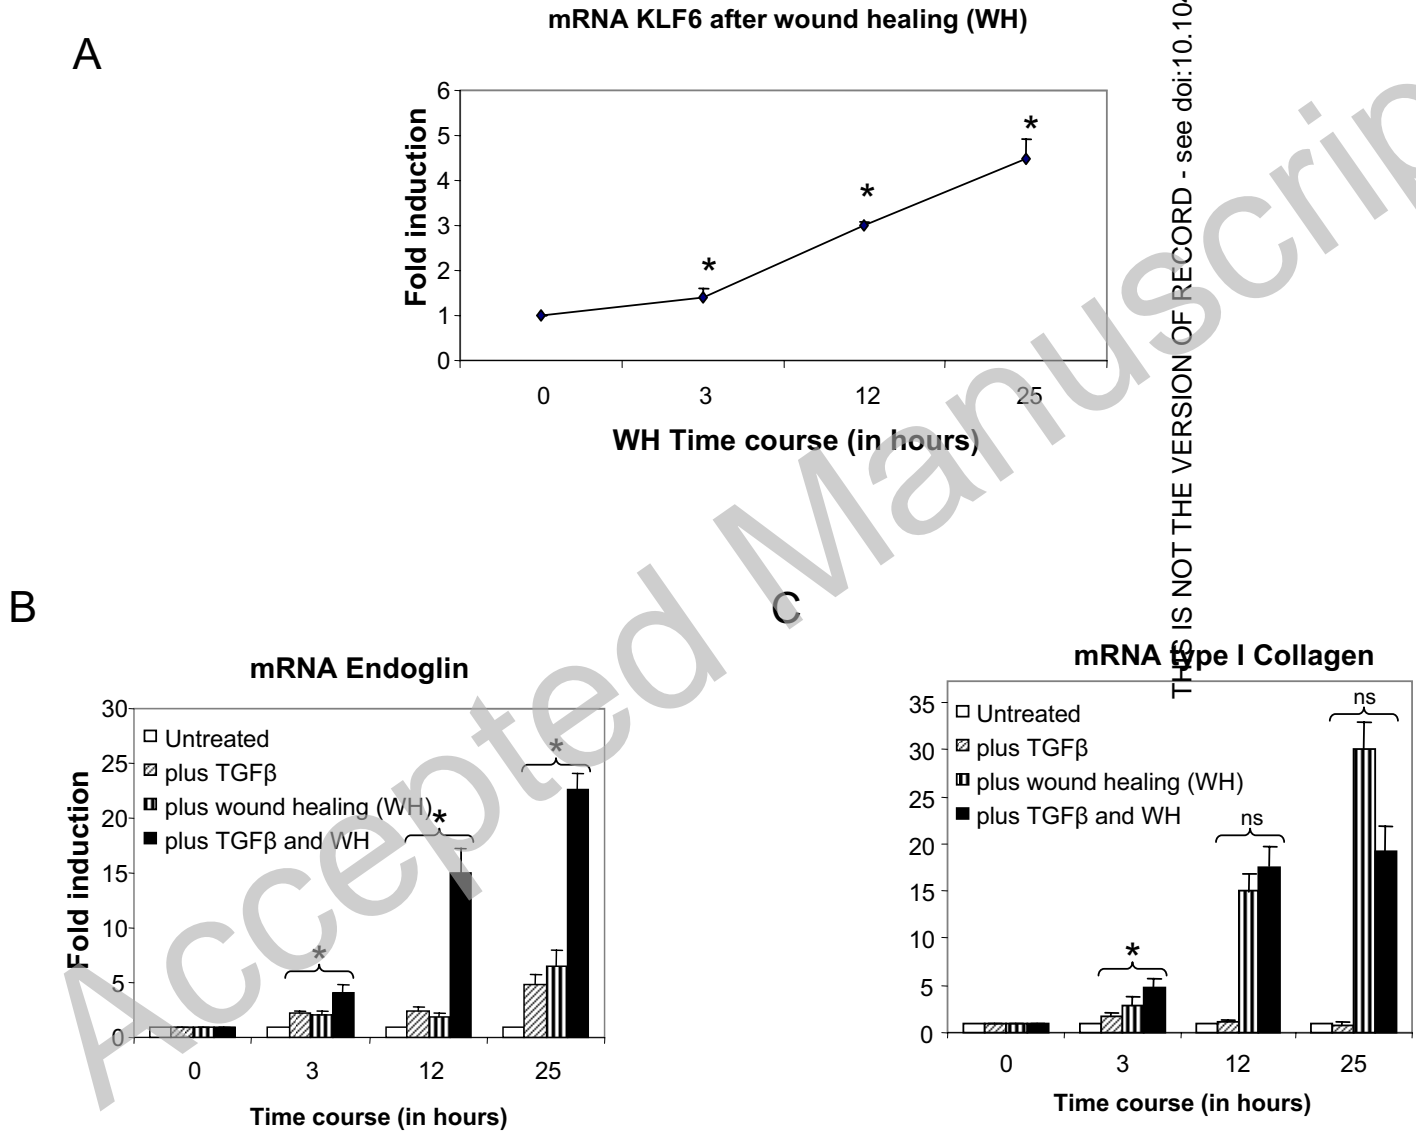 mRNA KLF6 after wound healing (WH)
A
6
5
4
3
2
1
0
Fold induction
*
*
*
0 3 12 25
WH Time course (in hours)
THIS IS NOT THE VERSION OF RECORD - see doi:10.104
Accepted Manuscrip
B
mRNA Endoglin
30
25
20
15
10
5
0
Fold induction
Untreated
plus TGFβ
plus wound healing (WH)
plus TGFβ and WH
*
*
*
0 3 12 25
Time course (in hours)
C
mRNA type I Collagen
35
30
25
20
15
10
5
0
Untreated
plus TGFβ
plus wound healing (WH)
plus TGFβ and WH
*
ns
ns
0 3 12 25
Time course (in hours)